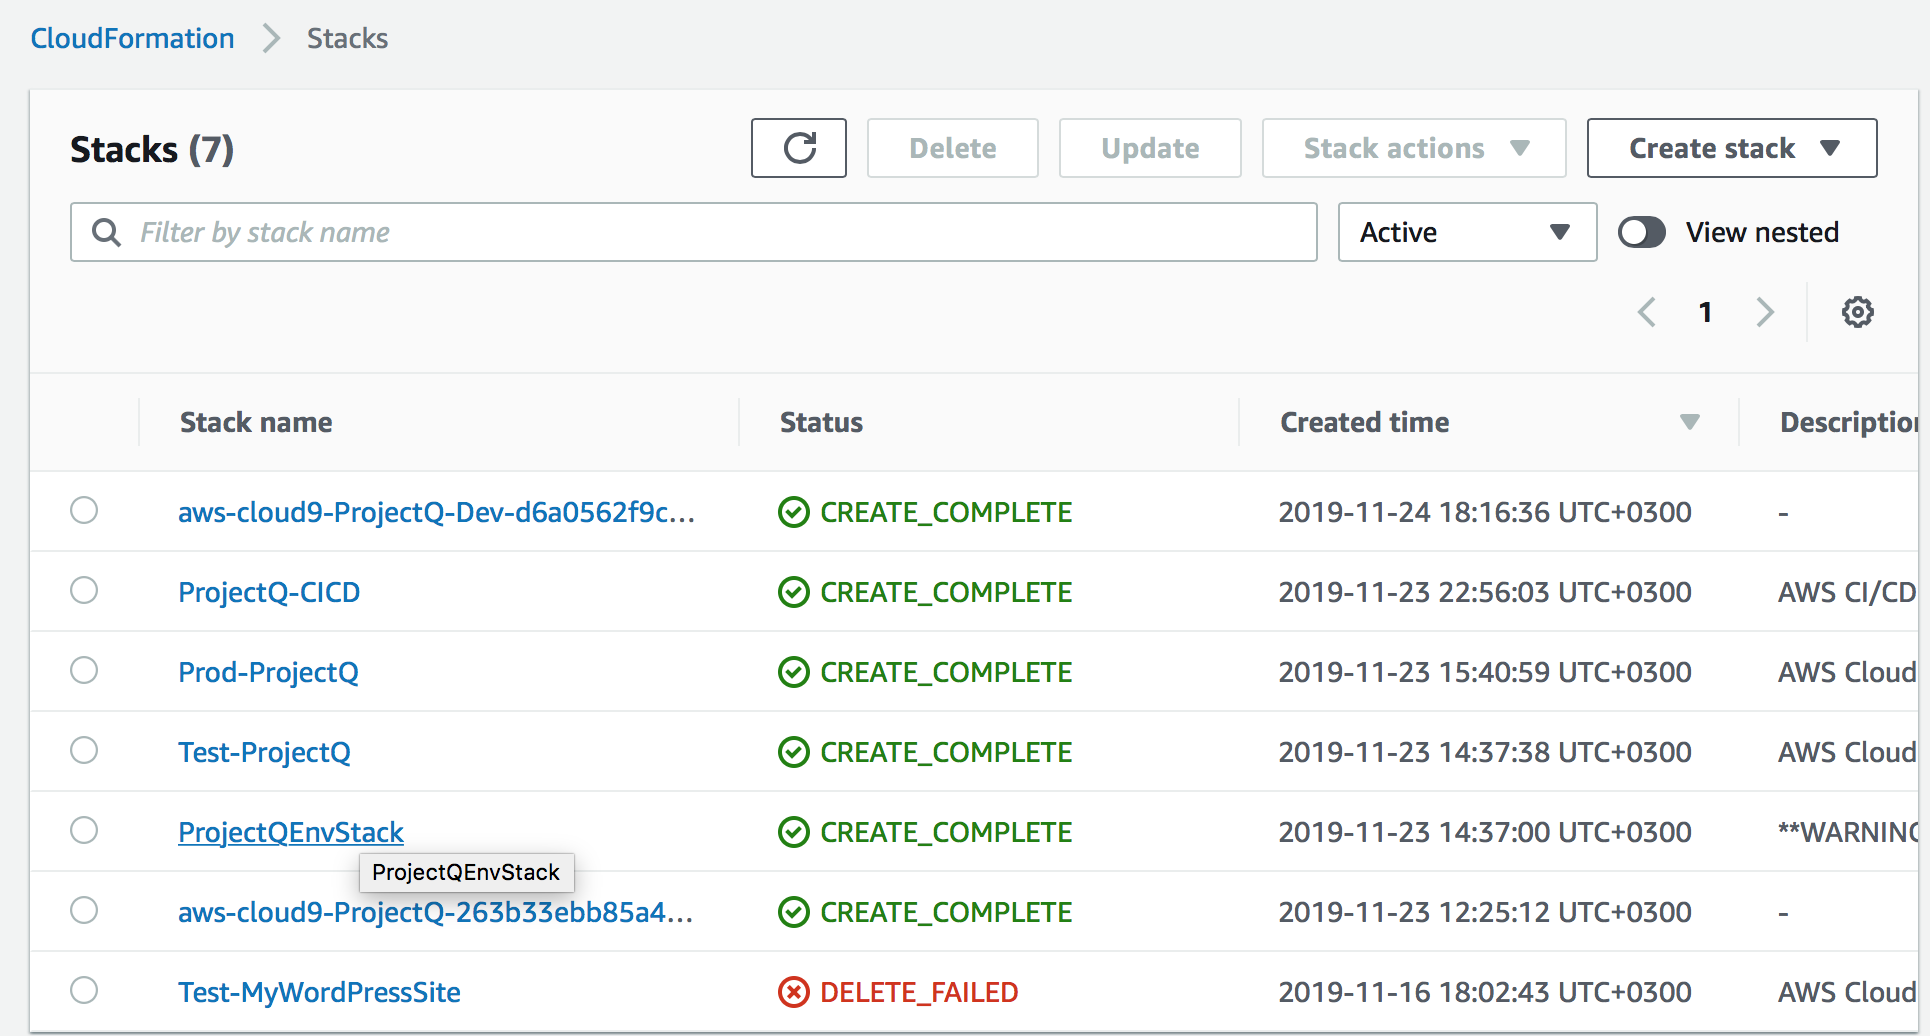 CloudFormation > Stacks
Stacks (7)
Delete
Update
Stack actions
Create stack
Filter by stack name
Active
View nested
1
Stack name Status Created time Description
aws-cloud9-ProjectQ-Dev-d6a0562f9c... CREATE_COMPLETE 2019-11-24 18:16:36 UTC+0300 -
ProjectQ-CICD CREATE_COMPLETE 2019-11-23 22:56:03 UTC+0300 AWS CI/CD
Prod-ProjectQ CREATE_COMPLETE 2019-11-23 15:40:59 UTC+0300 AWS Cloud
Test-ProjectQ CREATE_COMPLETE 2019-11-23 14:37:38 UTC+0300 AWS Cloud
ProjectQEnvStack CREATE_COMPLETE 2019-11-23 14:37:00 UTC+0300 **WARNING
ProjectQEnvStack
aws-cloud9-ProjectQ-263b33ebb85a4... CREATE_COMPLETE 2019-11-23 12:25:12 UTC+0300 -
Test-MyWordPressSite DELETE_FAILED 2019-11-16 18:02:43 UTC+0300 AWS Cloud